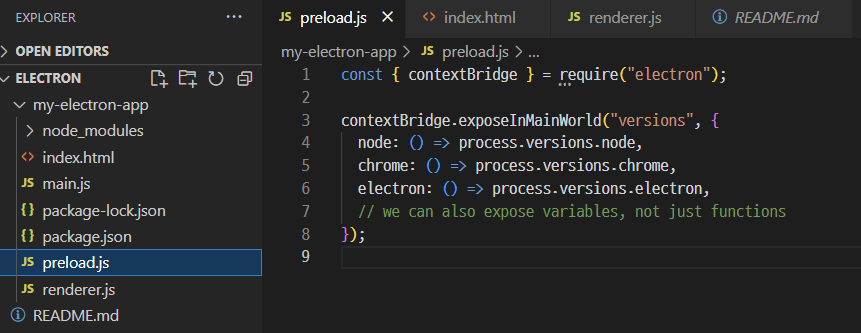 EXPLORER
...
OPEN EDITORS
ELECTRON
my-electron-app
node_modules
<> index.html
JS main.js
{} package-lock.json
{} package.json
JS preload.js
JS renderer.js
README.md
JS preload.js
<> index.html
JS renderer.js
README.md
my-electron-app > JS preload.js > ...
1 const { contextBridge } = require("electron");
2
3 contextBridge.exposeInMainWorld("versions", {
4 node: () => process.versions.node,
5 chrome: () => process.versions.chrome,
6 electron: () => process.versions.electron,
7 // we can also expose variables, not just functions
8 });
9